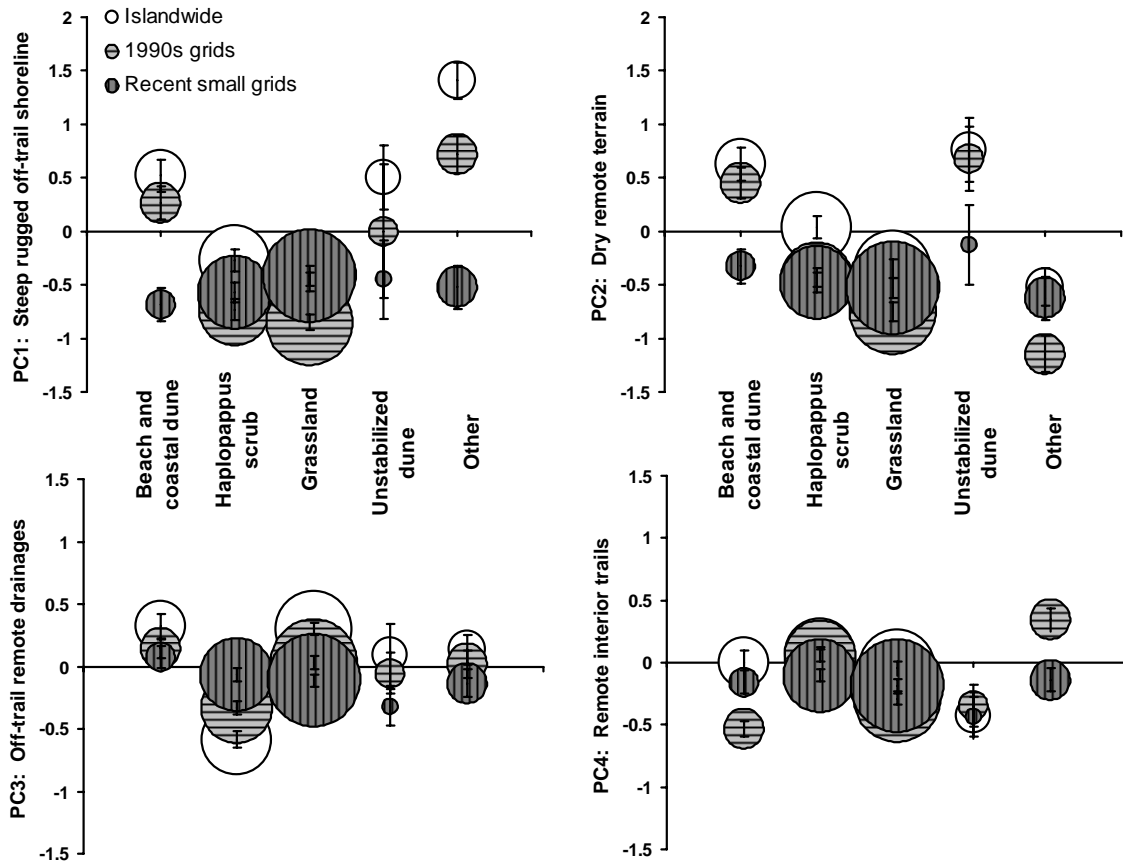 Islandwide
1990s grids
Recent small grids
PC1: Steep rugged off-trail shoreline
2
1.5
1
0.5
0
-0.5
-1
-1.5
PC2: Dry remote terrain
2
1.5
1
0.5
0
-0.5
-1
-1.5
Beach and
coastal dune
Haplopappus
scrub
Grassland
Unstabilized
dune
Other
Beach and
coastal dune
Haplopappus
scrub
Grassland
Unstabilized
dune
Other
PC3: Off-trail remote drainages
1.5
1
0.5
0
-0.5
-1
-1.5
PC4: Remote interior trails
1.5
1
0.5
0
-0.5
-1
-1.5